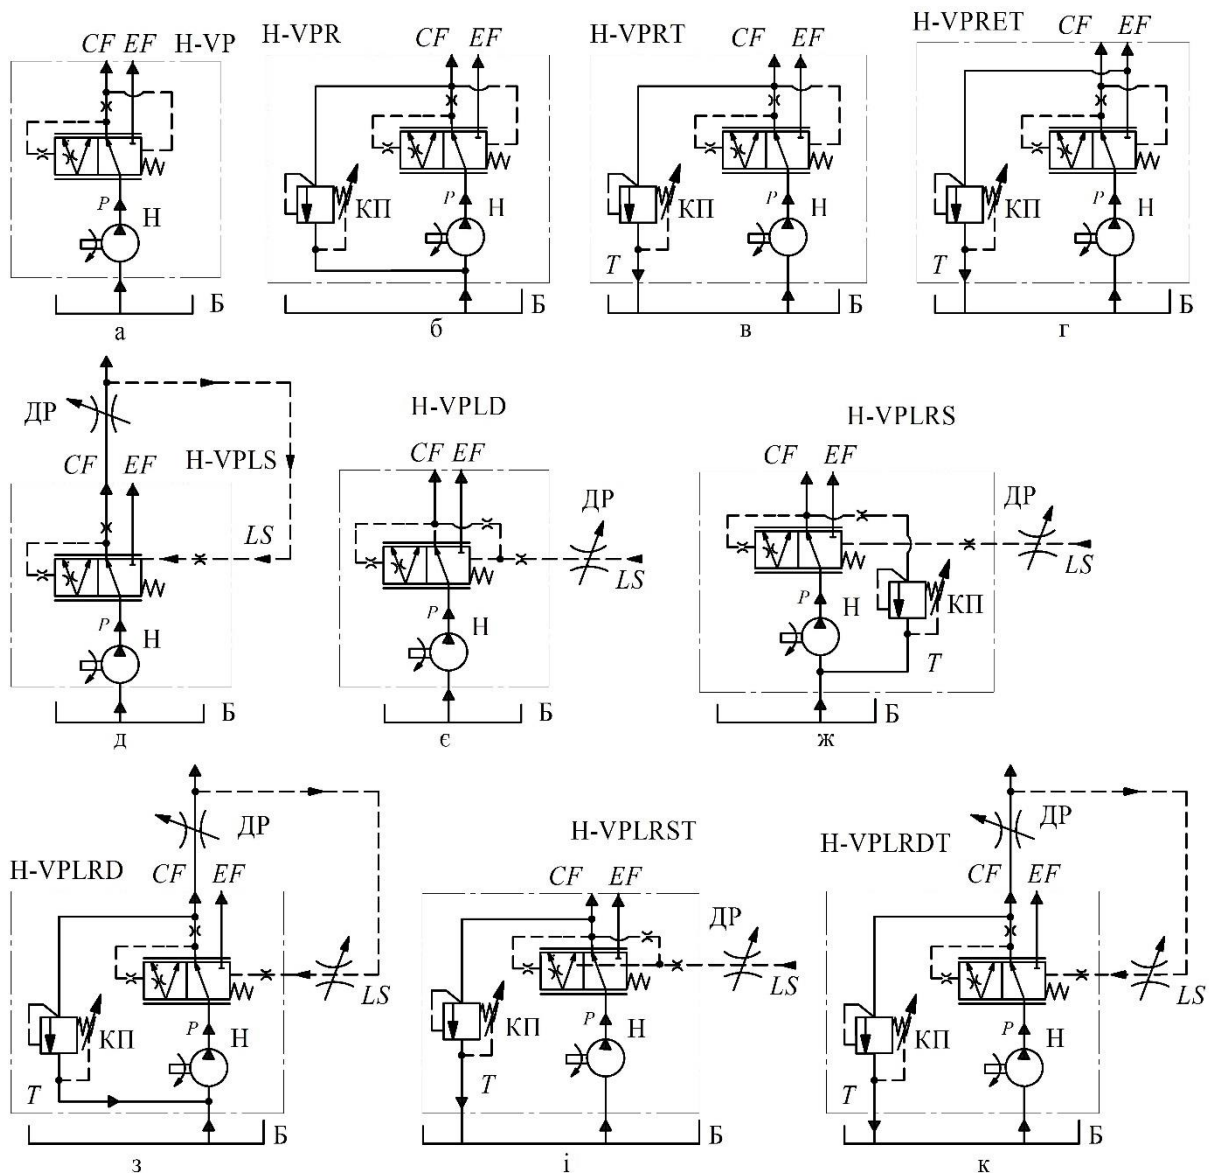 CF EF H-VP
P H
Б
а
H-VPR CF EF
КП P H
Б
б
H-VPRT CF EF
КП P H
T
Б
в
H-VPRET CF EF
КП P H
T
Б
г
ДР
CF EF H-VPLS
LS
P H
Б
д
H-VPLD
CF EF
ДР
LS
P H
Б
є
H-VPLRS
CF EF
ДР
LS
P H КП
T
Б
ж
ДР
H-VPLRD CF EF
LS
КП P H
T
Б
з
H-VPLRST
CF EF
ДР
LS
КП P H
T
Б
і
ДР
H-VPLRDT CF EF
LS
КП P H
T
Б
к